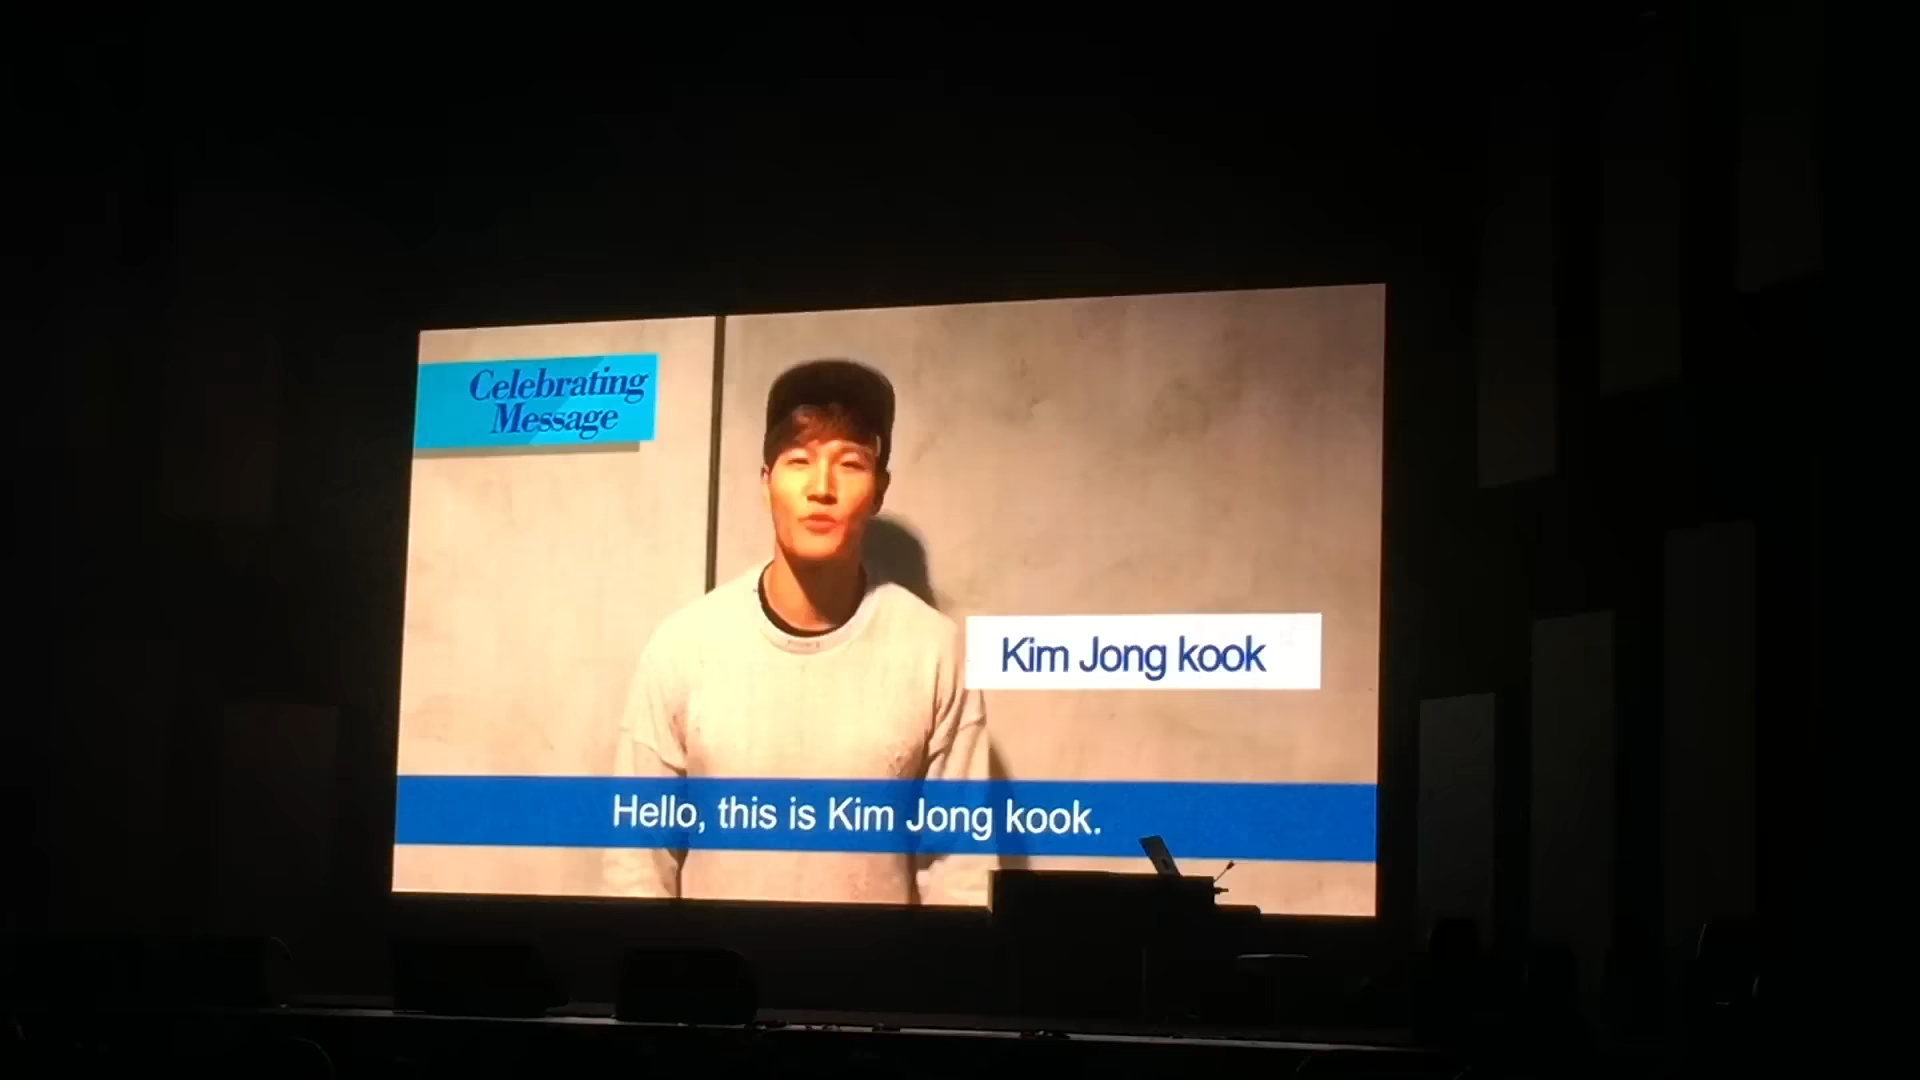 Celebrating
Message
Kim Jong kook
Hello, this is Kim Jong kook.